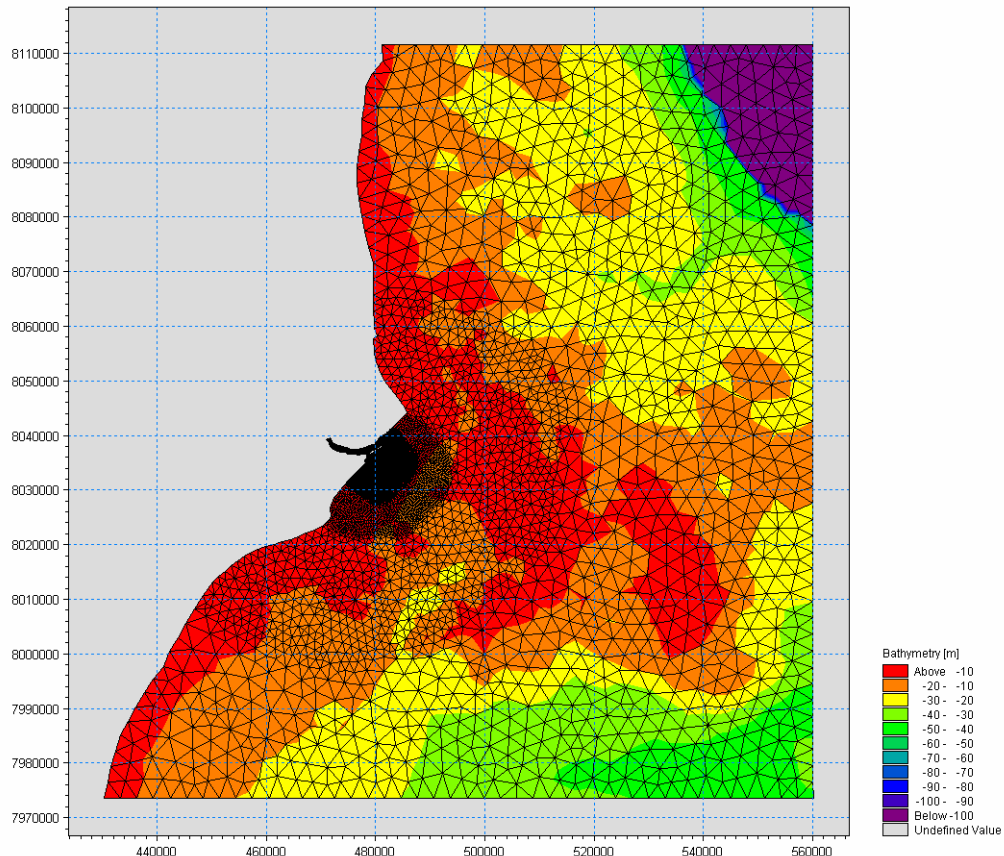 8110000
8100000
8090000
8080000
8070000
8060000
8050000
8040000
8030000
8020000
8010000
8000000
7990000
7980000
7970000
440000 460000 480000 500000 520000 540000 560000
Bathymetry [m]
Above -10
-20 - -10
-30 - -20
-40 - -30
-50 - -40
-60 - -50
-70 - -60
-80 - -70
-90 - -80
-100 - -90
Below -100
Undefined Value